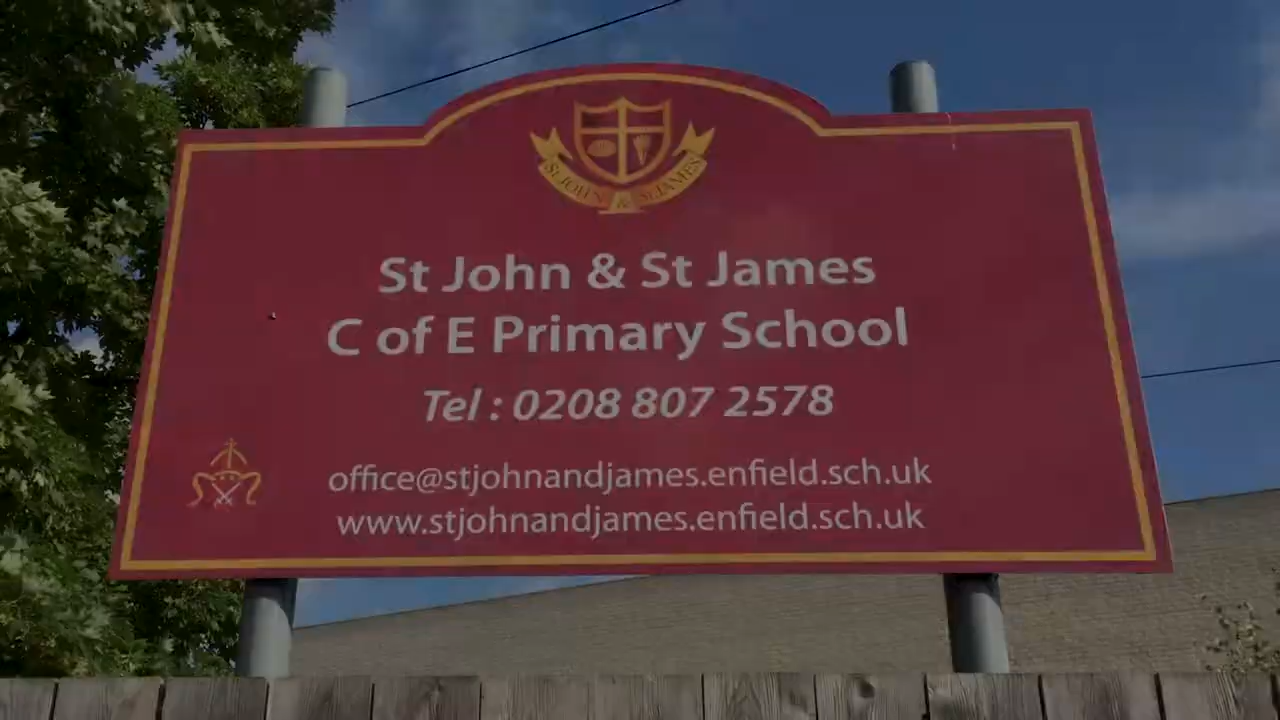 ST JOHN & ST JAMES
St John & St James
C of E Primary School
Tel : 0208 807 2578
office@stjohnandjames.enfield.sch.uk
www.stjohnandjames.enfield.sch.uk